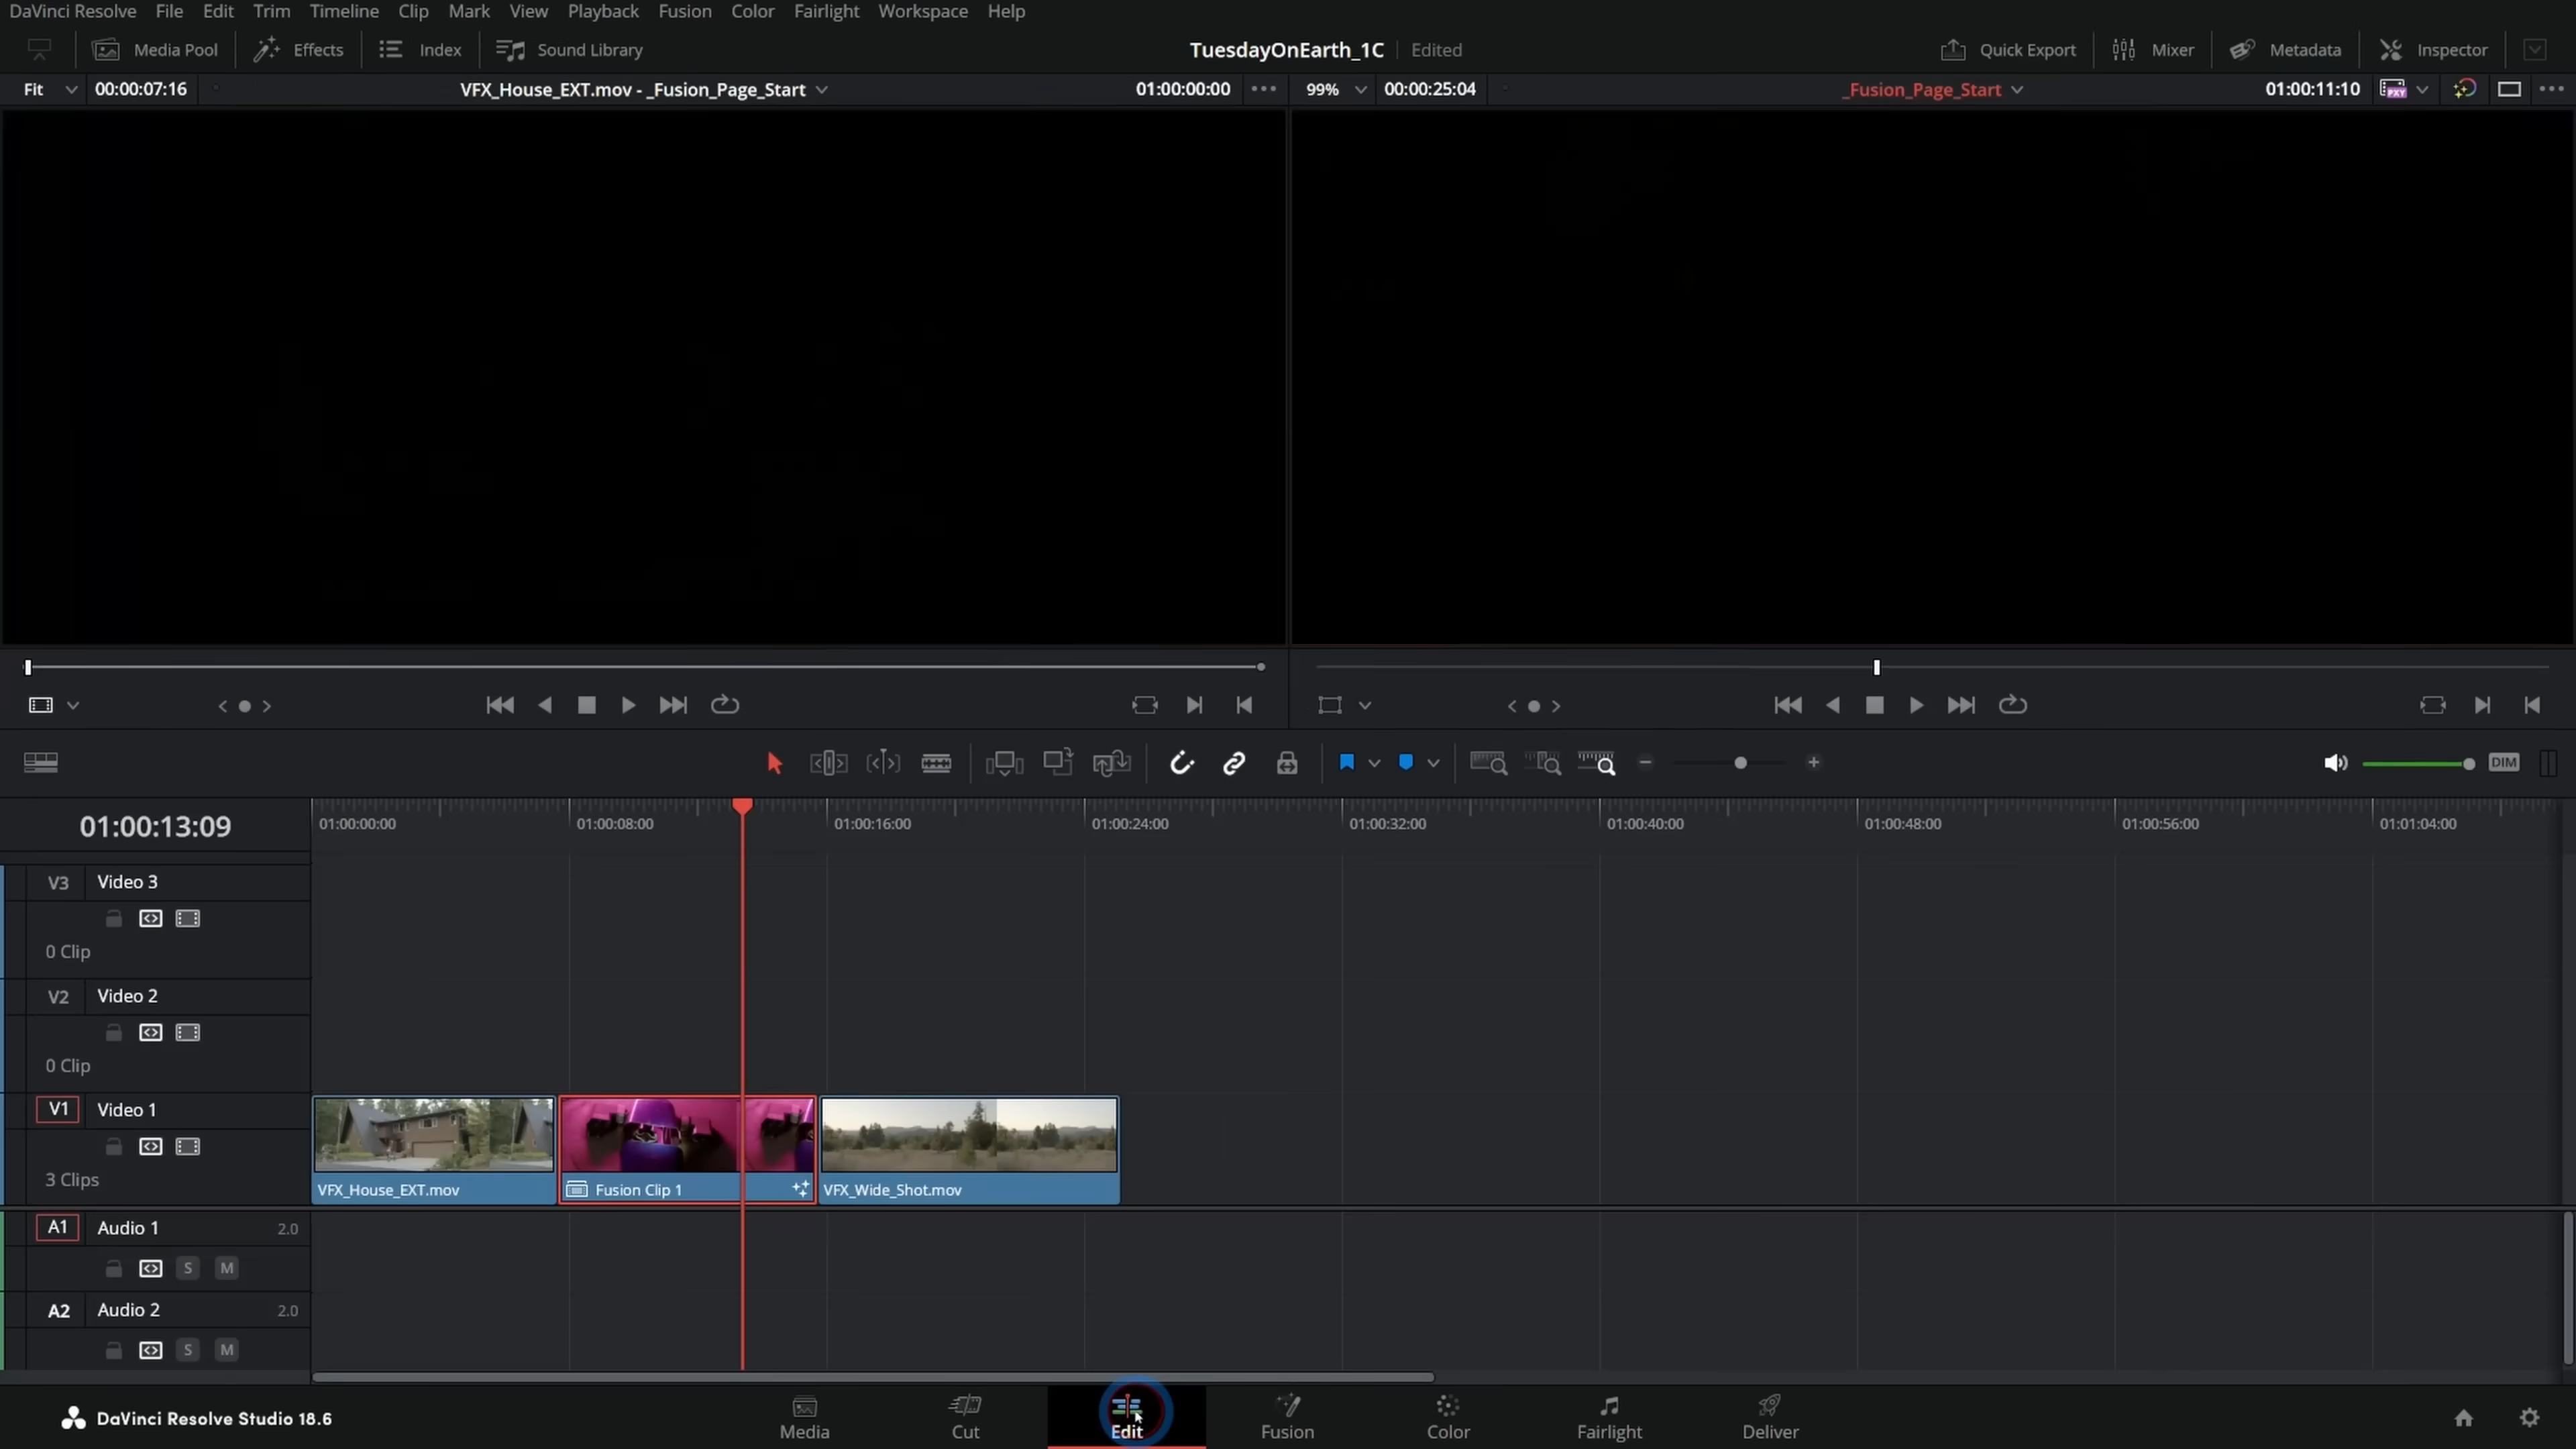 DaVinci Resolve File Edit Trim Timeline Clip Mark View Playback Fusion Color Fairlight Workspace Help
Media Pool Effects Index Sound Library TuesdayOnEarth_1C Edited Quick Export Mixer Metadata Inspector
Fit 00:00:07:16 VFX_House_EXT.mov - _Fusion_Page_Start 01:00:00:00 99% 00:00:25:04 _Fusion_Page_Start 01:00:11:10 PXY
DIM
01:00:13:09 01:00:00:00 01:00:08:00 01:00:16:00 01:00:24:00 01:00:32:00 01:00:40:00 01:00:48:00 01:00:56:00 01:01:04:00
V3 Video 3
0 Clip
V2 Video 2
0 Clip
V1 Video 1
3 Clips
VFX_House_EXT.mov Fusion Clip 1 VFX_Wide_Shot.mov
A1 Audio 1 2.0
S M
A2 Audio 2 2.0
S M
DaVinci Resolve Studio 18.6 Media Cut Edit Fusion Color Fairlight Deliver